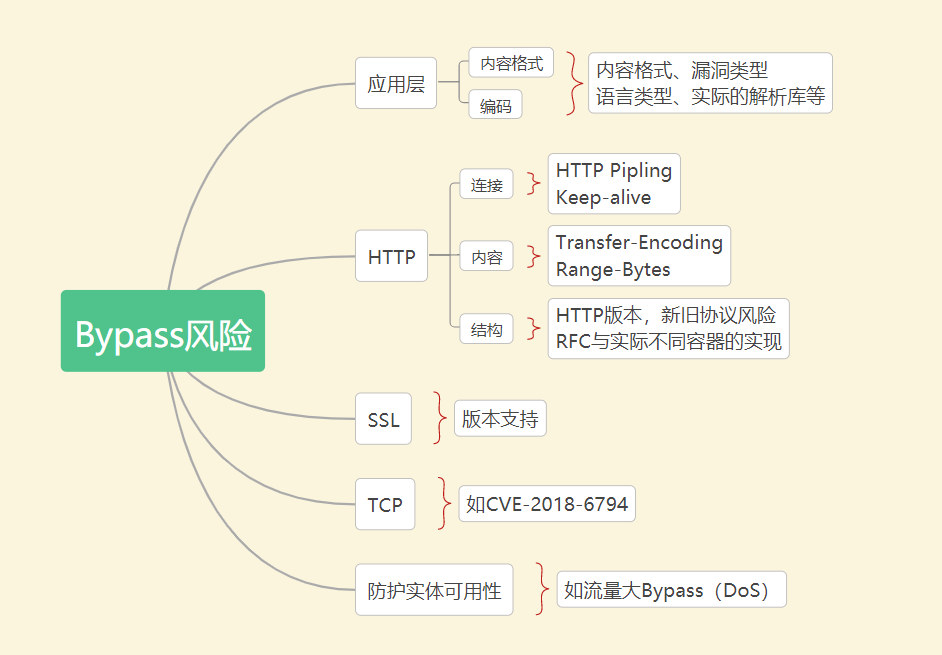 Bypass风险
应用层
内容格式
编码
内容格式、漏洞类型
语言类型、实际的解析库等
HTTP
连接
HTTP Pipling
Keep-alive
内容
Transfer-Encoding
Range-Bytes
结构
HTTP版本，新旧协议风险
RFC与实际不同容器的实现
SSL
版本支持
TCP
如CVE-2018-6794
防护实体可用性
如流量大Bypass（DoS）